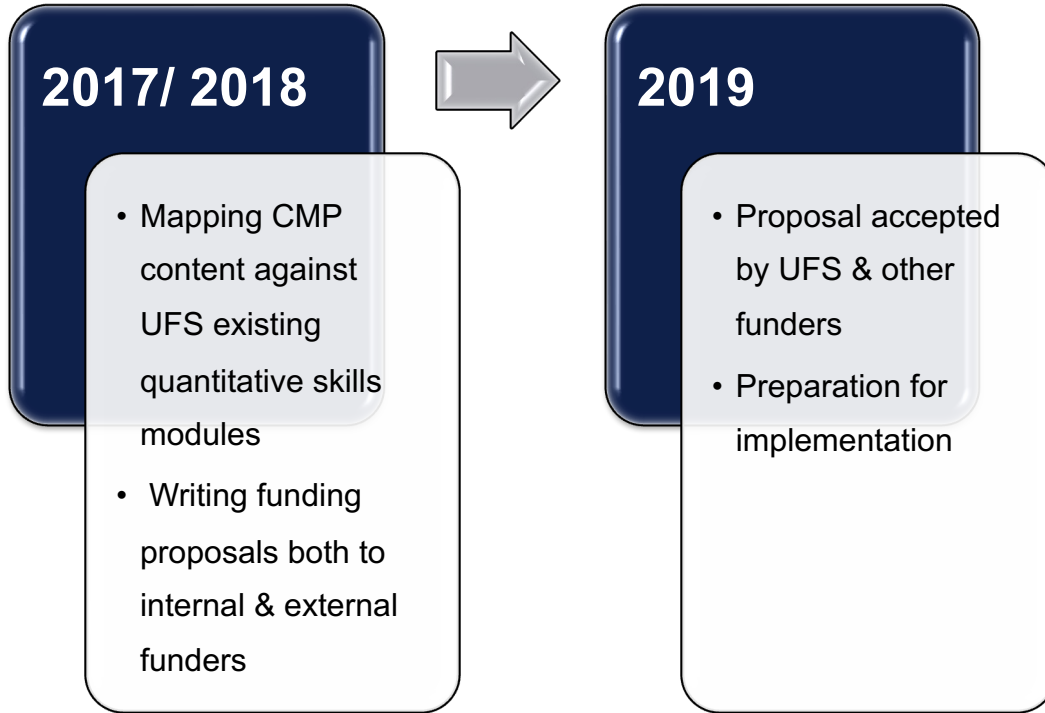 2017/ 2018
• Mapping CMP
content against
UFS existing
quantitative skills
modules
• Writing funding
proposals both to
internal & external
funders
2019
• Proposal accepted
by UFS & other
funders
• Preparation for
implementation